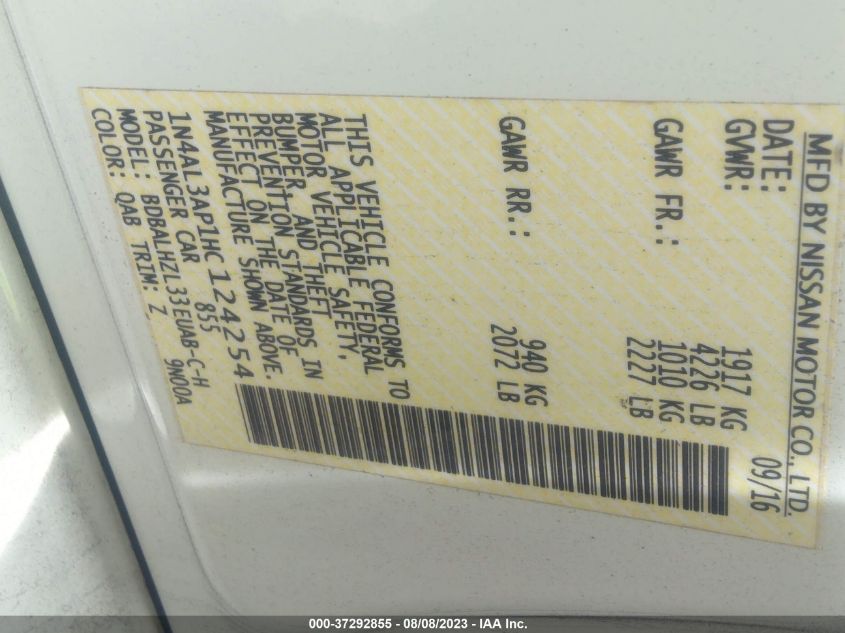 MFD BY NISSAN MOTOR CO., LTD.
DATE: 09/16
GVWR: 1917 KG
4226 LB
GAWR FR.: 1010 KG
2227 LB
GAWR RR.: 940 KG
2072 LB
THIS VEHICLE CONFORMS TO
ALL APPLICABLE FEDERAL
MOTOR VEHICLE SAFETY,
BUMPER, AND THEFT
PREVENTION STANDARDS IN
EFFECT ON THE DATE OF
MANUFACTURE SHOWN ABOVE.
1N4AL3AP1HC124254
PASSENGER CAR 855
MODEL: BDBALHZL33EUAB-C-H
COLOR: QAB TRIM: Z 9N00A
000-37292855 - 08/08/2023 - IAA Inc.